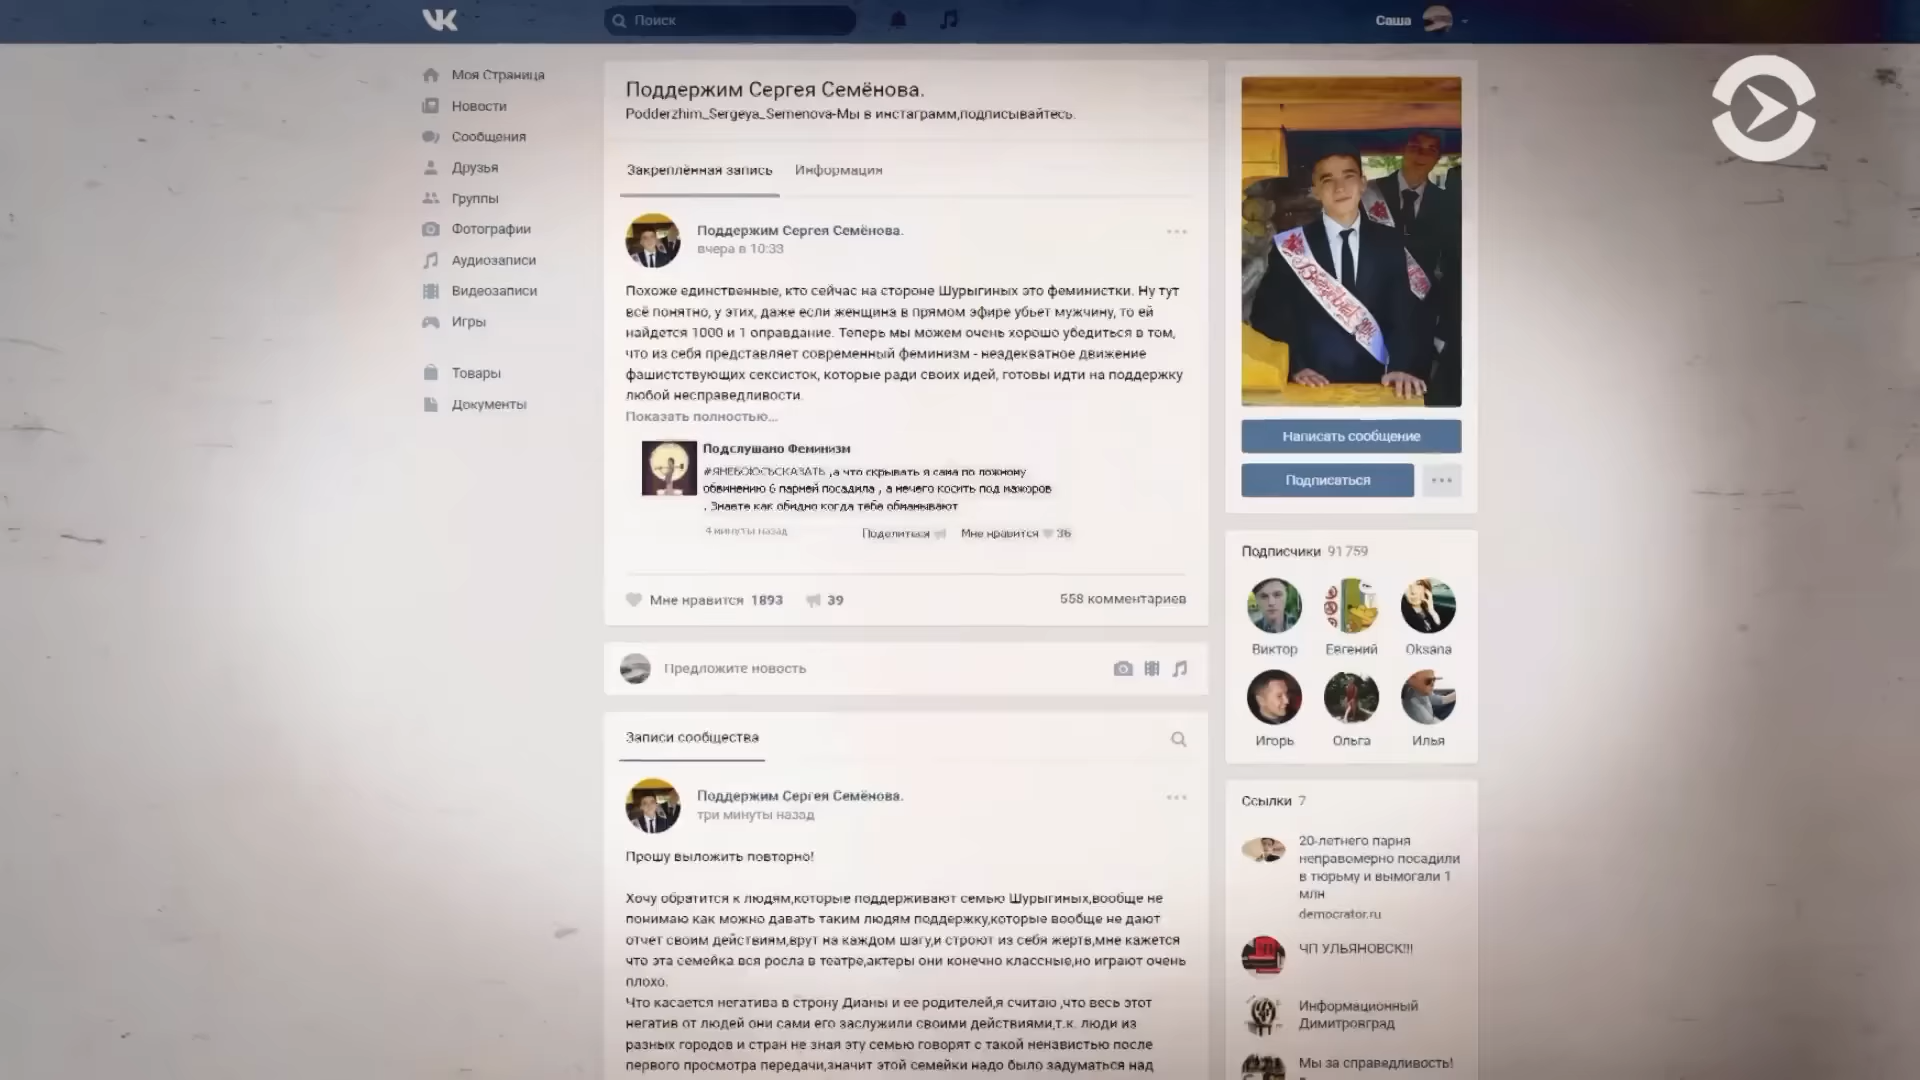 Поиск
Саша
Моя Страница
Новости
Сообщения
Друзья
Группы
Фотографии
Аудиозаписи
Видеозаписи
Игры
Товары
Документы
Поддержим Сергея Семёнова.
Podderzhim_Sergeya_Semenova-Мы в инстаграмм,подписывайтесь.
Закреплённая запись Информация
Поддержим Сергея Семёнова.
вчера в 10:33
Похоже единственные, кто сейчас на стороне Шурыгиных это феминистки. Ну тут
всё понятно, у этих, даже если женщина в прямом эфире убьет мужчину, то ей
найдется 1000 и 1 оправдание. Теперь мы можем очень хорошо убедиться в том,
что из себя представляет современный феминизм - неадекватное движение
фашистствующих сексисток, которые ради своих идей, готовы идти на поддержку
любой несправедливости.
Показать полностью...
Подслушано Феминизм
#ЯНЕБОЮСЬСКАЗАТЬ ,а что скрывать я сама по ложному
обвинению 6 парней посадила , а нечего косить под мажоров
. Знаете как обидно когда тебя обманывают
4 минуты назад Поделиться Мне нравится 36
Мне нравится 1893 39 558 комментариев
Предложите новость
Записи сообщества
Поддержим Сергея Семёнова.
три минуты назад
Прошу выложить повторно!
Хочу обратится к людям,которые поддерживают семью Шурыгиных,вообще не
понимаю как можно давать таким людям поддержку,которые вообще не дают
отчет своим действиям,врут на каждом шагу,и строют из себя жертв,мне кажется
что эта семейка вся росла в театре,актеры они конечно классные,но играют очень
плохо.
Что касается негатива в строну Дианы и ее родителей,я считаю ,что весь этот
негатив от людей они сами его заслужили своими действиями,т.к. люди из
разных городов и стран не зная эту семью говорят с такой ненавистью после
первого просмотра передачи,значит этой семейки надо было задуматься над
Написать сообщение
Подписаться
Подписчики 91 759
Виктор Евгений Oksana
Игорь Ольга Илья
Ссылки 7
20-летнего парня
неправомерно посадили
в тюрьму и вымогали 1
млн
democrator.ru
ЧП УЛЬЯНОВСК!!!
Информационный
Димитровград
Мы за справедливость!